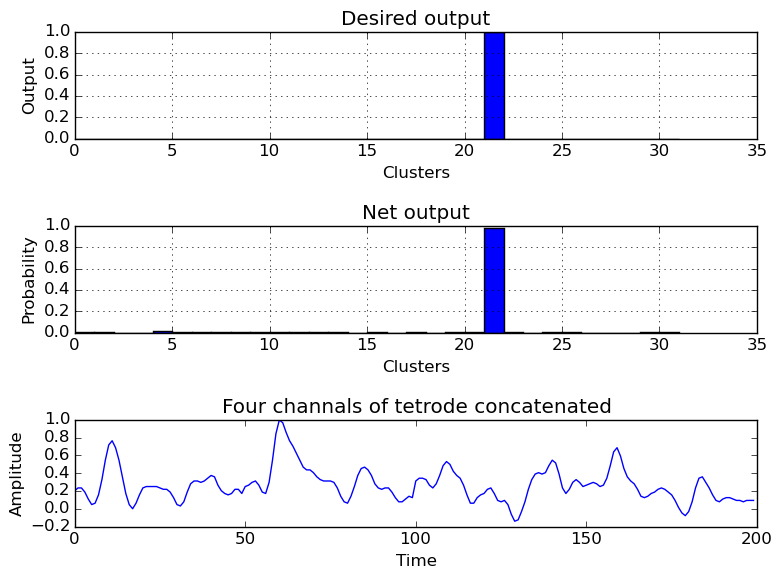 Desired output
1.0
0.8
0.6
0.4
0.2
0.0
Output
0 5 10 15 20 25 30 35
Clusters
Net output
1.0
0.8
0.6
0.4
0.2
0.0
Probability
0 5 10 15 20 25 30 35
Clusters
Four channals of tetrode concatenated
1.0
0.8
0.6
0.4
0.2
0.0
−0.2
Amplitude
0 50 100 150 200
Time